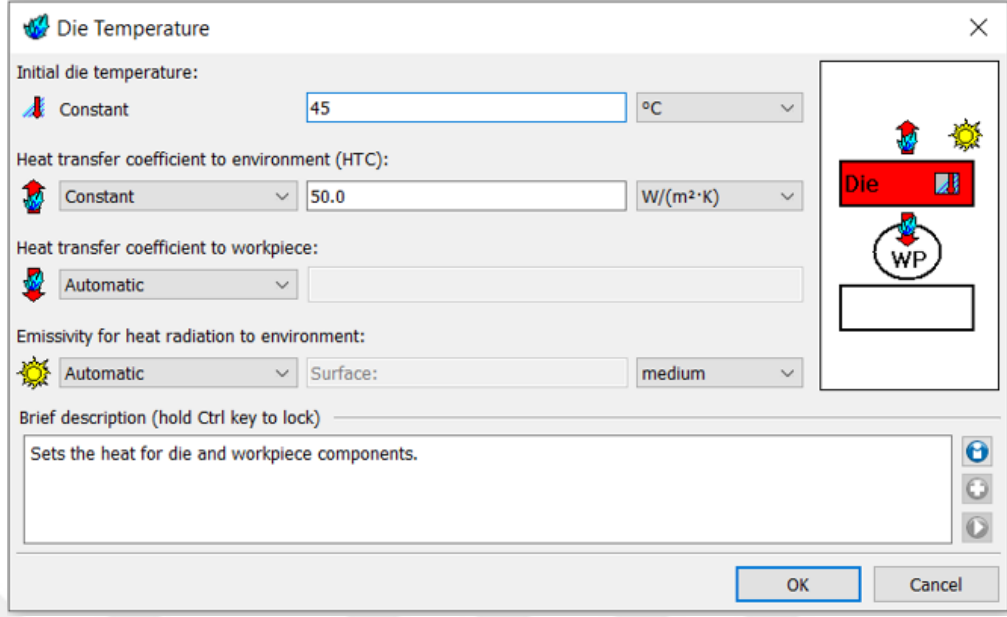 Die Temperature
Initial die temperature:
Constant 45 ºC
Heat transfer coefficient to environment (HTC):
Constant 50.0 W/(m²·K)
Heat transfer coefficient to workpiece:
Automatic
Emissivity for heat radiation to environment:
Automatic Surface: medium
Die
WP
Brief description (hold Ctrl key to lock)
Sets the heat for die and workpiece components.
OK Cancel